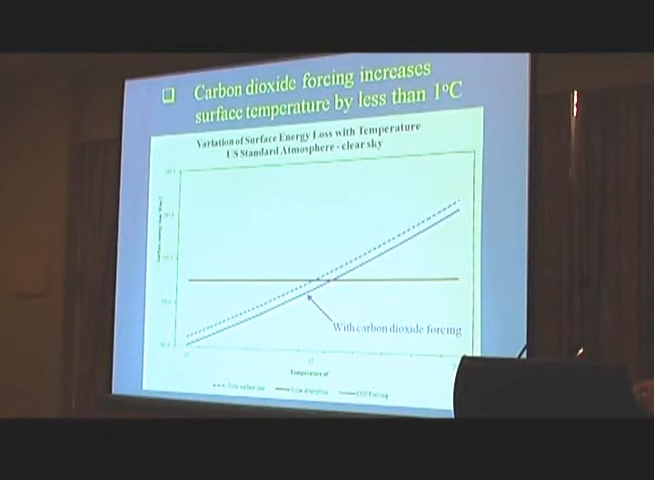 Carbon dioxide forcing increases
surface temperature by less than 1°C
Variation of Surface Energy Loss with Temperature
US Standard Atmosphere - clear sky
With carbon dioxide forcing
Temperature